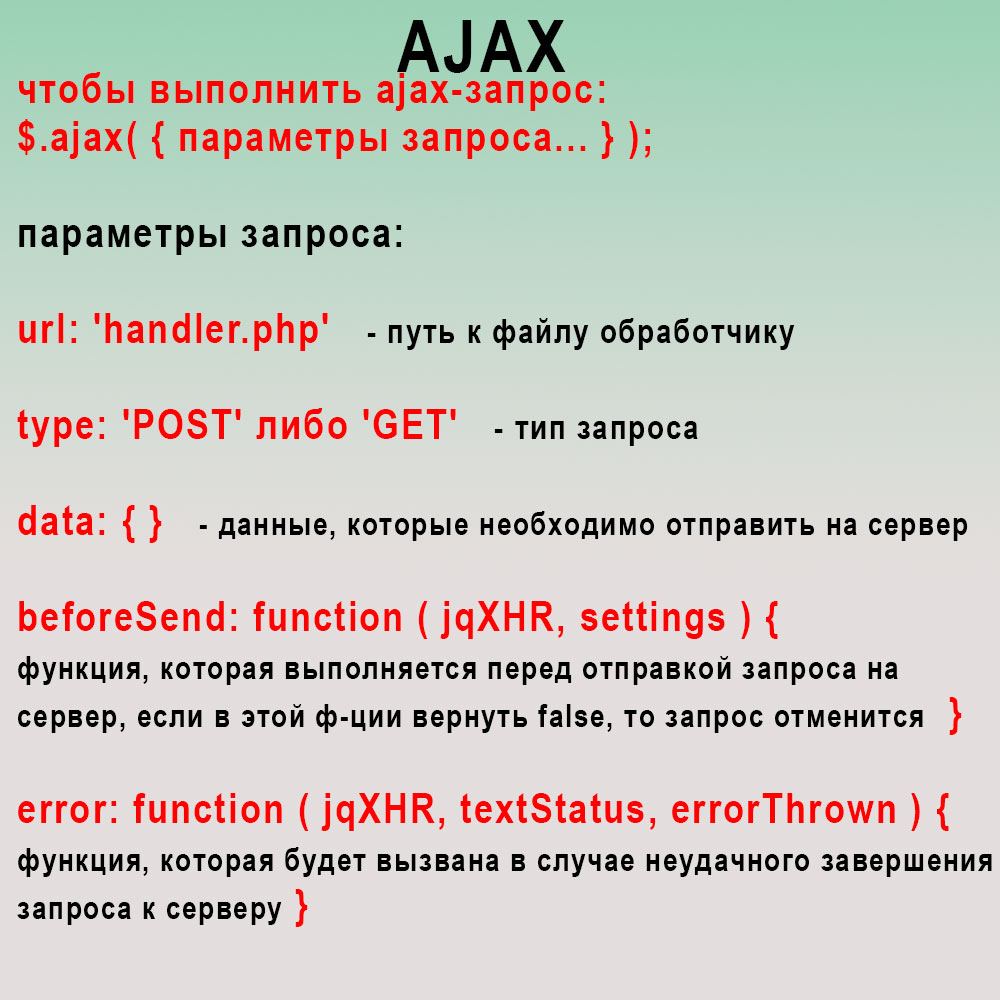 AJAX
чтобы выполнить ajax-запрос:
$.ajax( { параметры запроса... } );
параметры запроса:
url: 'handler.php' - путь к файлу обработчику
type: 'POST' либо 'GET' - тип запроса
data: { } - данные, которые необходимо отправить на сервер
beforeSend: function ( jqXHR, settings ) {
функция, которая выполняется перед отправкой запроса на
сервер, если в этой ф-ции вернуть false, то запрос отменится }
error: function ( jqXHR, textStatus, errorThrown ) {
функция, которая будет вызвана в случае неудачного завершения
запроса к серверу }